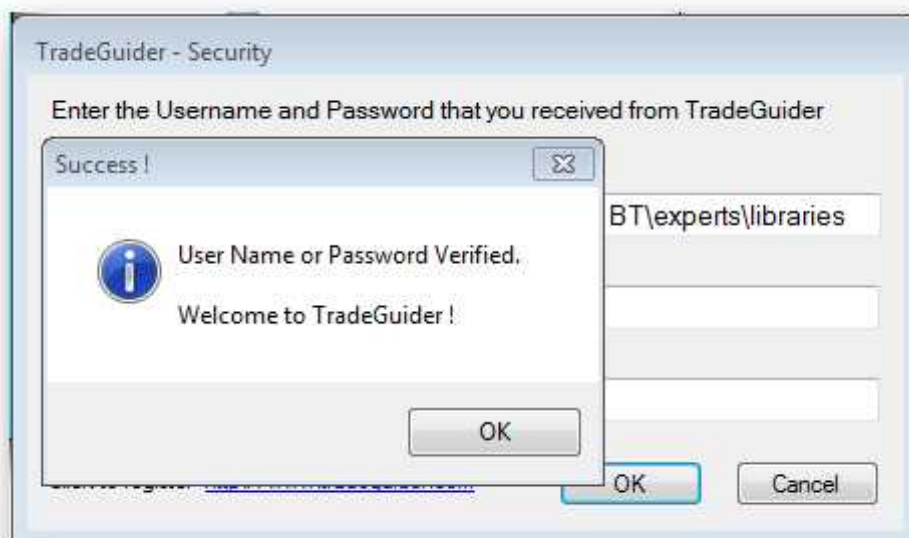 TradeGuider - Security
Enter the Username and Password that you received from TradeGuider
Success !
BT\experts\libraries
User Name or Password Verified.
Welcome to TradeGuider !
OK
OK
Cancel